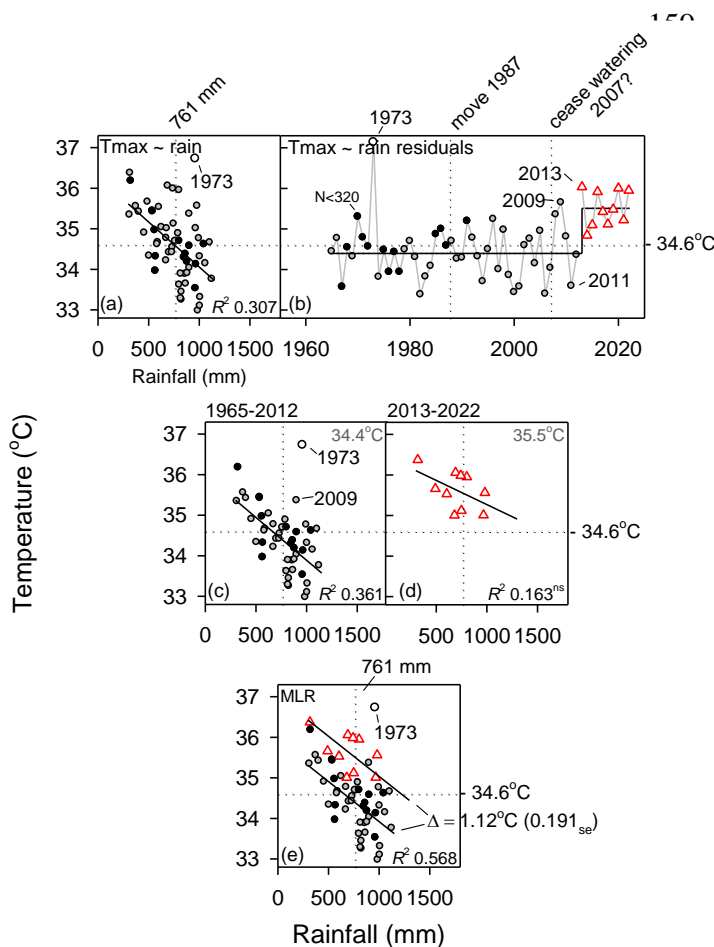 761 mm
move 1987
cease watering
2007?
37
36
35
34
33
Tmax ~ rain
1973
(a)
R² 0.307
0 500 1000 1500
Rainfall (mm)
Tmax ~ rain residuals
1973
N<320
2013
2009
2011
34.6°C
(b)
1960 1980 2000 2020
Temperature (°C)
1965-2012
37
36
35
34
33
34.4°C
1973
2009
(c)
R² 0.361
0 500 1000 1500
2013-2022
35.5°C
34.6°C
(d)
R² 0.163ns
500 1000 1500
761 mm
37
36
35
34
33
MLR
1973
34.6°C
Δ = 1.12°C (0.191se)
(e)
R² 0.568
0 500 1000 1500
Rainfall (mm)